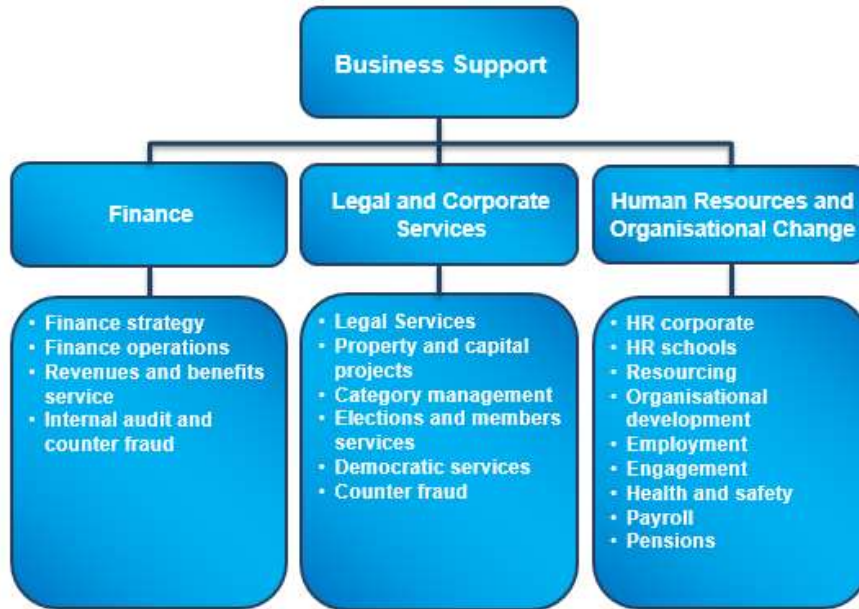 Business Support
Finance
Legal and Corporate
Services
Human Resources and
Organisational Change
• Finance strategy
• Finance operations
• Revenues and benefits
service
• Internal audit and
counter fraud
• Legal Services
• Property and capital
projects
• Category management
• Elections and members
services
• Democratic services
• Counter fraud
• HR corporate
• HR schools
• Resourcing
• Organisational
development
• Employment
• Engagement
• Health and safety
• Payroll
• Pensions